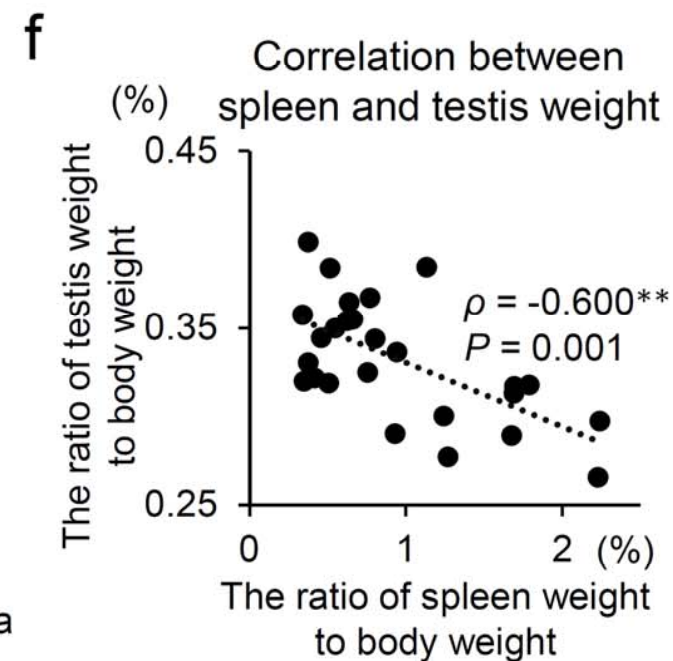 f
Correlation between
spleen and testis weight
(%)
The ratio of testis weight
to body weight
0.45
0.35
0.25
ρ = -0.600**
P = 0.001
0 1 2 (%)
The ratio of spleen weight
to body weight
a